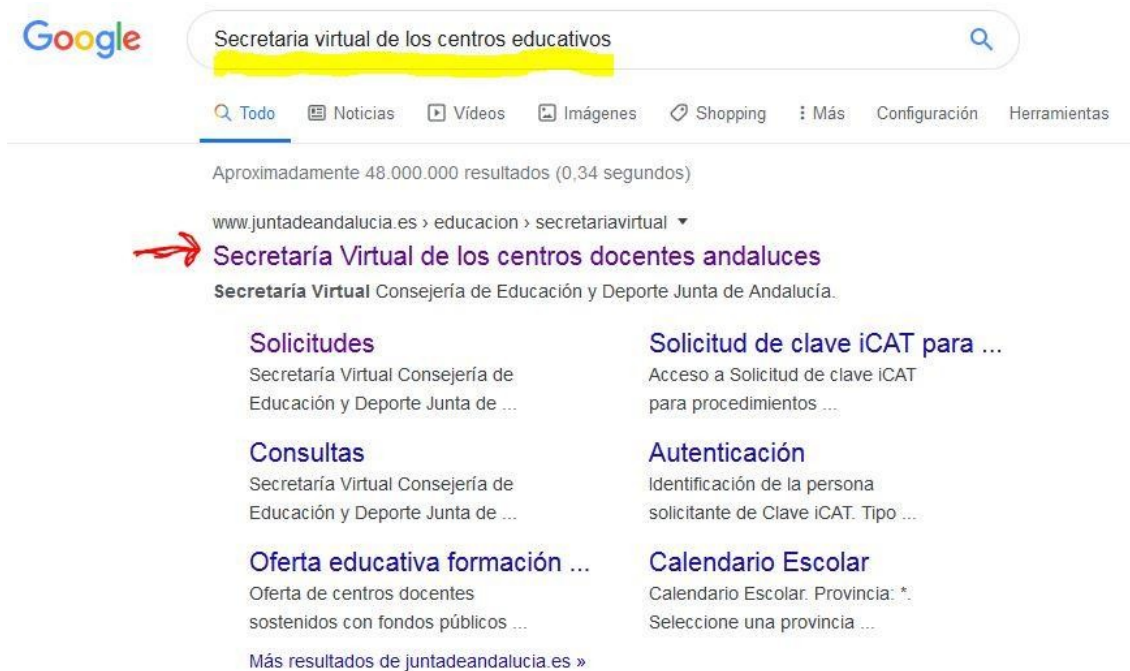 Google
Secretaria virtual de los centros educativos
Todo Noticias Vídeos Imágenes Shopping Más Configuración Herramientas
Aproximadamente 48.000.000 resultados (0,34 segundos)
www.juntadeandalucia.es › educacion › secretariavirtual
Secretaría Virtual de los centros docentes andaluces
Secretaría Virtual Consejería de Educación y Deporte Junta de Andalucía.
Solicitudes
Secretaría Virtual Consejería de
Educación y Deporte Junta de ...
Solicitud de clave iCAT para ...
Acceso a Solicitud de clave iCAT
para procedimientos ...
Consultas
Secretaría Virtual Consejería de
Educación y Deporte Junta de ...
Autenticación
Identificación de la persona
solicitante de Clave iCAT. Tipo ...
Oferta educativa formación ...
Oferta de centros docentes
sostenidos con fondos públicos ...
Calendario Escolar
Calendario Escolar. Provincia: *.
Seleccione una provincia ...
Más resultados de juntadeandalucia.es »